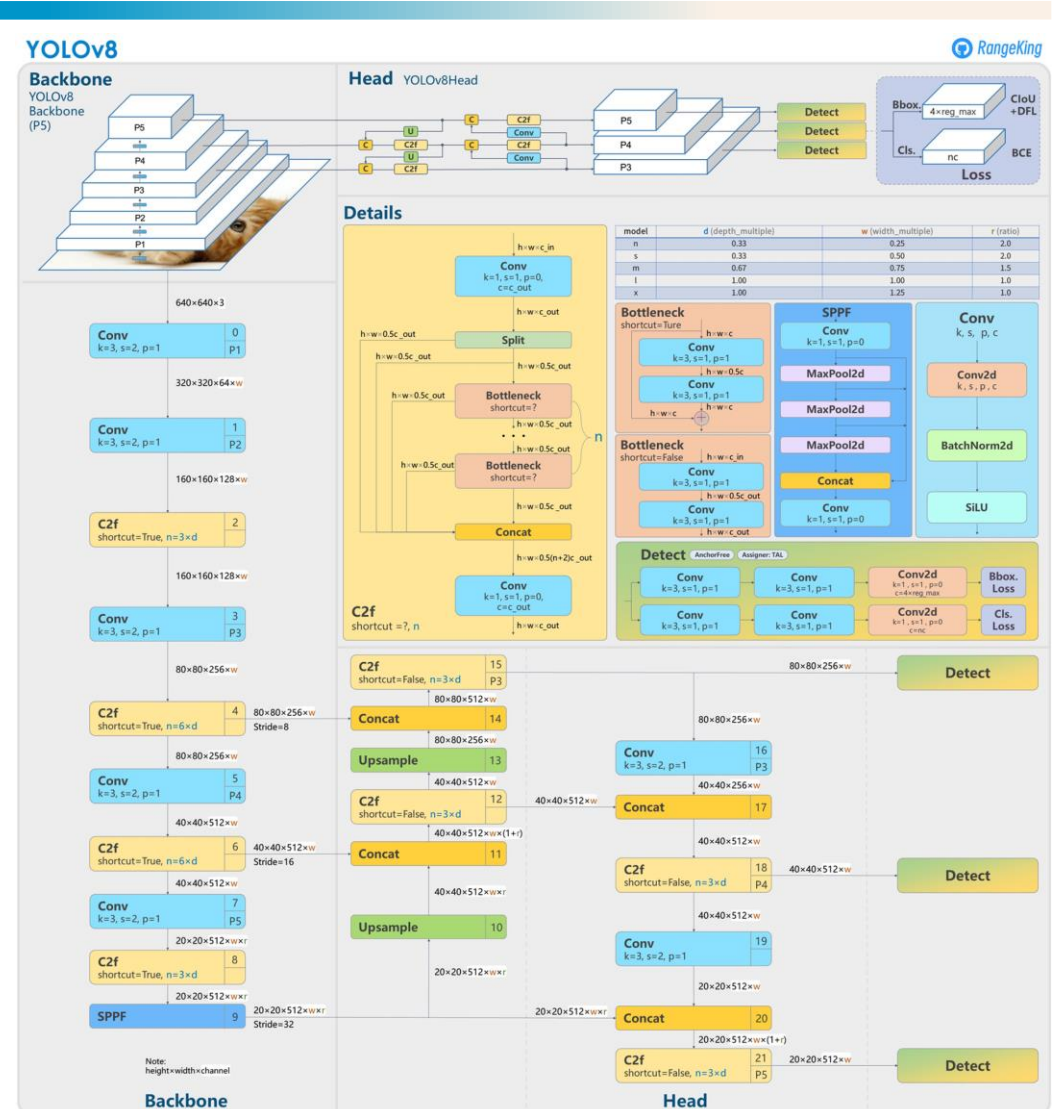 YOLOv8
RangeKing
Backbone
YOLOv8
Backbone
(P5)
P5
P4
P3
P2
P1
Head YOLOv8Head
U
C
C2f
U
C
C2f
C
C2f
Conv
C
C2f
Conv
P5
P4
P3
Detect
Detect
Detect
Bbox.
4×reg_max
CIoU
+DFL
Cls.
nc
BCE
Loss
Details
h×w×c_in
Conv
k=1, s=1, p=0,
c=c_out
h×w×c_out
Split
h×w×0.5c_out
h×w×0.5c_out
h×w×0.5c_out
h×w×0.5c_out
Bottleneck
shortcut=?
h×w×0.5c_out
. . .
n
h×w×0.5c_out
h×w×0.5c_out
Bottleneck
shortcut=?
h×w×0.5c_out
Concat
h×w×0.5(n+2)c_out
Conv
k=1, s=1, p=0,
c=c_out
h×w×c_out
C2f
shortcut =?, n
model d (depth_multiple) w (width_multiple) r (ratio)
n 0.33 0.25 2.0
s 0.33 0.50 2.0
m 0.67 0.75 1.5
l 1.00 1.00 1.0
x 1.00 1.25 1.0
Bottleneck
shortcut=Ture
h×w×c
Conv
k=3, s=1, p=1
h×w×0.5c
Conv
k=3, s=1, p=1
h×w×c
h×w×c
+
Bottleneck
shortcut=False
h×w×c_in
Conv
k=3, s=1, p=1
h×w×0.5c_out
Conv
k=3, s=1, p=1
h×w×c_out
SPPF
Conv
k=1, s=1, p=0
MaxPool2d
MaxPool2d
MaxPool2d
Concat
Conv
k=1, s=1, p=0
Conv
k, s, p, c
Conv2d
k, s, p, c
BatchNorm2d
SiLU
Detect AnchorFree Assigner: TAL
Conv
k=3, s=1, p=1
Conv
k=3, s=1, p=1
Conv2d
k=1, s=1, p=0
c=4×reg_max
Bbox.
Loss
Conv
k=3, s=1, p=1
Conv
k=3, s=1, p=1
Conv2d
k=1, s=1, p=0
c=nc
Cls.
Loss
640×640×3
Conv 0
k=3, s=2, p=1 P1
320×320×64×w
Conv 1
k=3, s=2, p=1 P2
160×160×128×w
C2f 2
shortcut=True, n=3×d
160×160×128×w
Conv 3
k=3, s=2, p=1 P3
80×80×256×w
C2f 4
shortcut=True, n=6×d
80×80×256×w
Stride=8
80×80×256×w
Conv 5
k=3, s=2, p=1 P4
40×40×512×w
C2f 6
shortcut=True, n=6×d
40×40×512×w
Stride=16
40×40×512×w
Conv 7
k=3, s=2, p=1 P5
20×20×512×w×r
C2f 8
shortcut=True, n=3×d
20×20×512×w×r
SPPF 9
20×20×512×w×r
Stride=32
Note:
height×width×channel
Backbone
C2f 15
shortcut=False, n=3×d P3
80×80×512×w
Concat 14
80×80×256×w
Upsample 13
40×40×512×w
C2f 12
shortcut=False, n=3×d
40×40×512×w×(1+r)
Concat 11
40×40×512×w×r
Upsample 10
20×20×512×w×r
80×80×256×w
Detect
80×80×256×w
Conv 16
k=3, s=2, p=1 P3
40×40×256×w
40×40×512×w
Concat 17
40×40×512×w
C2f 18
shortcut=False, n=3×d P4
40×40×512×w
Detect
40×40×512×w
Conv 19
k=3, s=2, p=1
20×20×512×w
20×20×512×w×r
Concat 20
20×20×512×w×(1+r)
C2f 21
shortcut=False, n=3×d P5
20×20×512×w
Detect
Head